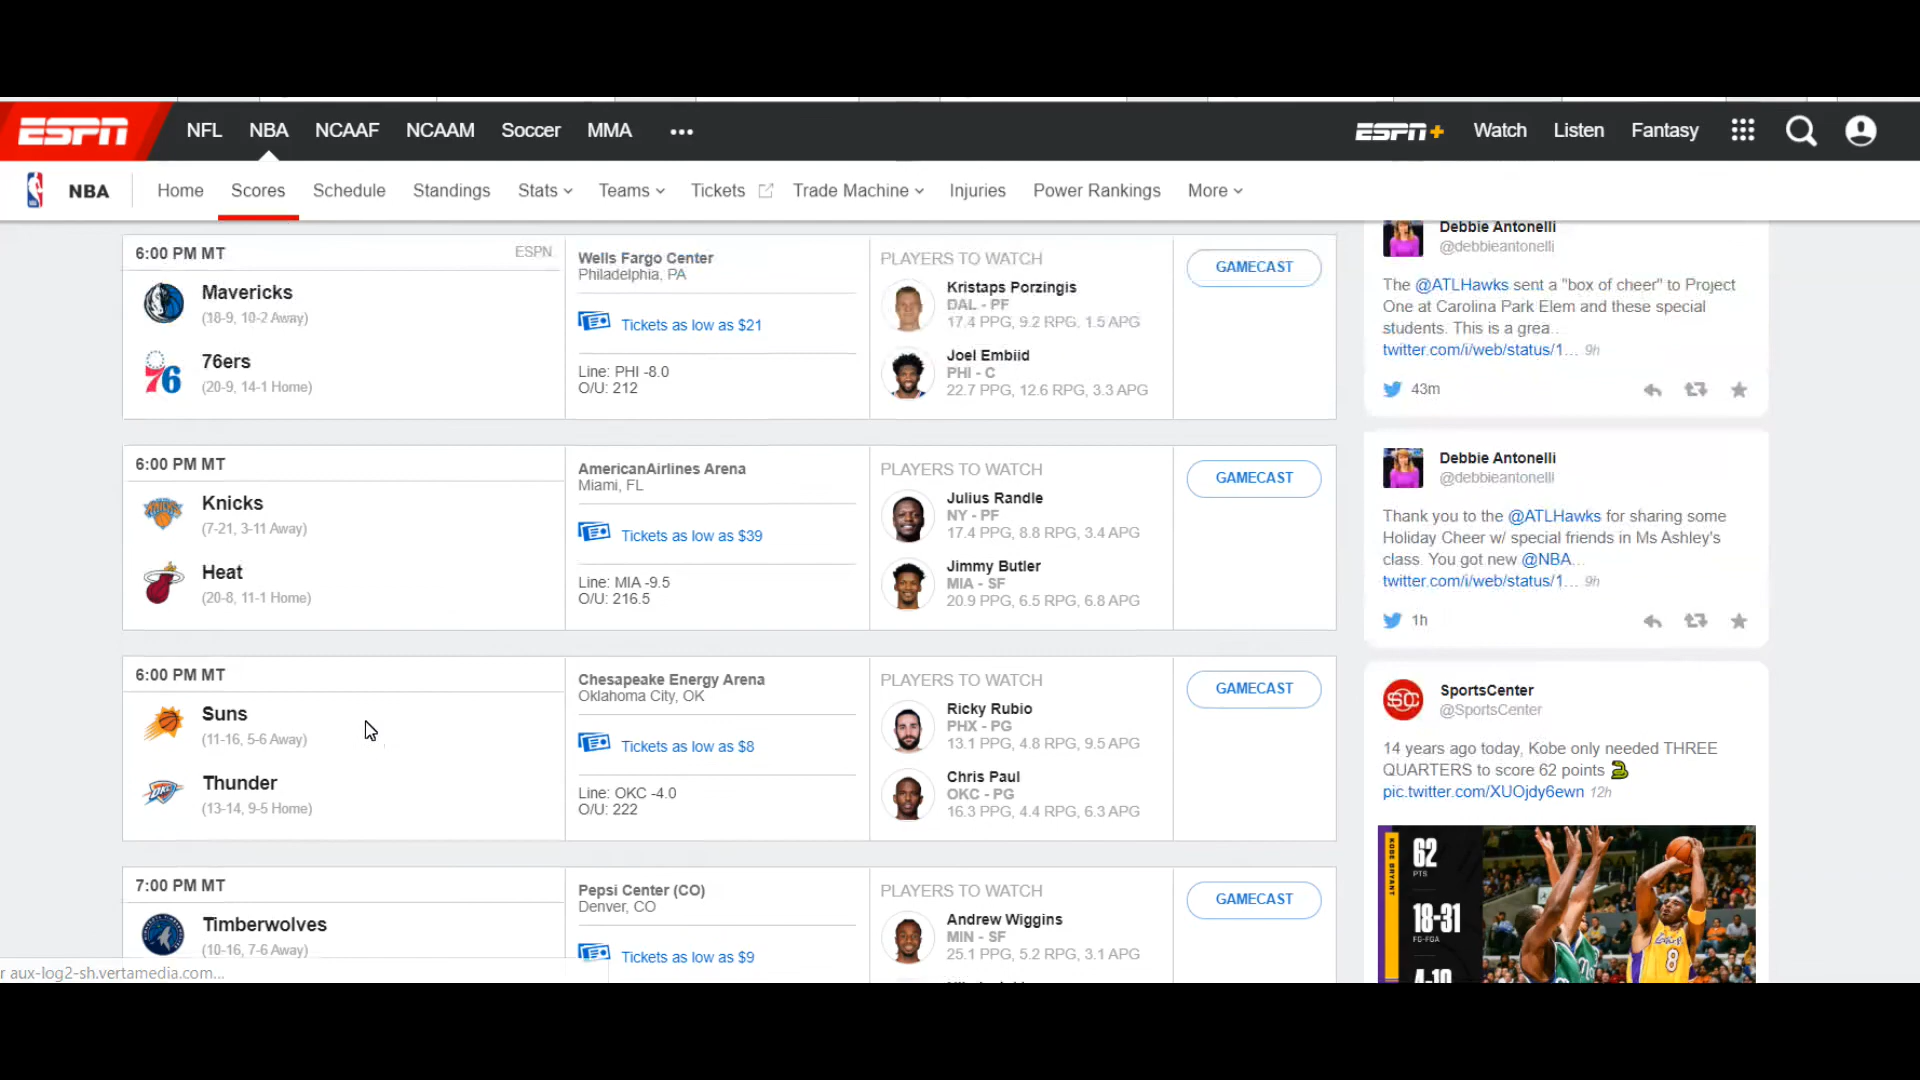 ESPN NFL NBA NCAAF NCAAM Soccer MMA ••• ESPN+ Watch Listen Fantasy
NBA Home Scores Schedule Standings Stats Teams Tickets Trade Machine Injuries Power Rankings More
6:00 PM MT ESPN
Mavericks
(18-9, 10-2 Away)
76ers
(20-9, 14-1 Home)
Wells Fargo Center
Philadelphia, PA
Tickets as low as $21
Line: PHI -8.0
O/U: 212
PLAYERS TO WATCH
Kristaps Porzingis
DAL - PF
17.4 PPG, 9.2 RPG, 1.5 APG
Joel Embiid
PHI - C
22.7 PPG, 12.6 RPG, 3.3 APG
GAMECAST
6:00 PM MT
Knicks
(7-21, 3-11 Away)
Heat
(20-8, 11-1 Home)
AmericanAirlines Arena
Miami, FL
Tickets as low as $39
Line: MIA -9.5
O/U: 216.5
PLAYERS TO WATCH
Julius Randle
NY - PF
17.4 PPG, 8.8 RPG, 3.4 APG
Jimmy Butler
MIA - SF
20.9 PPG, 6.5 RPG, 6.8 APG
GAMECAST
6:00 PM MT
Suns
(11-16, 5-6 Away)
Thunder
(13-14, 9-5 Home)
Chesapeake Energy Arena
Oklahoma City, OK
Tickets as low as $8
Line: OKC -4.0
O/U: 222
PLAYERS TO WATCH
Ricky Rubio
PHX - PG
13.1 PPG, 4.8 RPG, 9.5 APG
Chris Paul
OKC - PG
16.3 PPG, 4.4 RPG, 6.3 APG
GAMECAST
7:00 PM MT
Timberwolves
(10-16, 7-6 Away)
Pepsi Center (CO)
Denver, CO
Tickets as low as $9
PLAYERS TO WATCH
Andrew Wiggins
MIN - SF
25.1 PPG, 5.2 RPG, 3.1 APG
GAMECAST
r aux-log2-sh.vertamedia.com...
Debbie Antonelli
@debbieantonelli
The @ATLHawks sent a "box of cheer" to Project
One at Carolina Park Elem and these special
students. This is a grea...
twitter.com/i/web/status/1... 9h
43m
Debbie Antonelli
@debbieantonelli
Thank you to the @ATLHawks for sharing some
Holiday Cheer w/ special friends in Ms Ashley's
class. You got new @NBA...
twitter.com/i/web/status/1... 9h
1h
SportsCenter
@SportsCenter
14 years ago today, Kobe only needed THREE
QUARTERS to score 62 points
pic.twitter.com/XUOjdy6ewn 12h
KOBE BRYANT
62
PTS
18-31
FG-FGA
Lakers
8